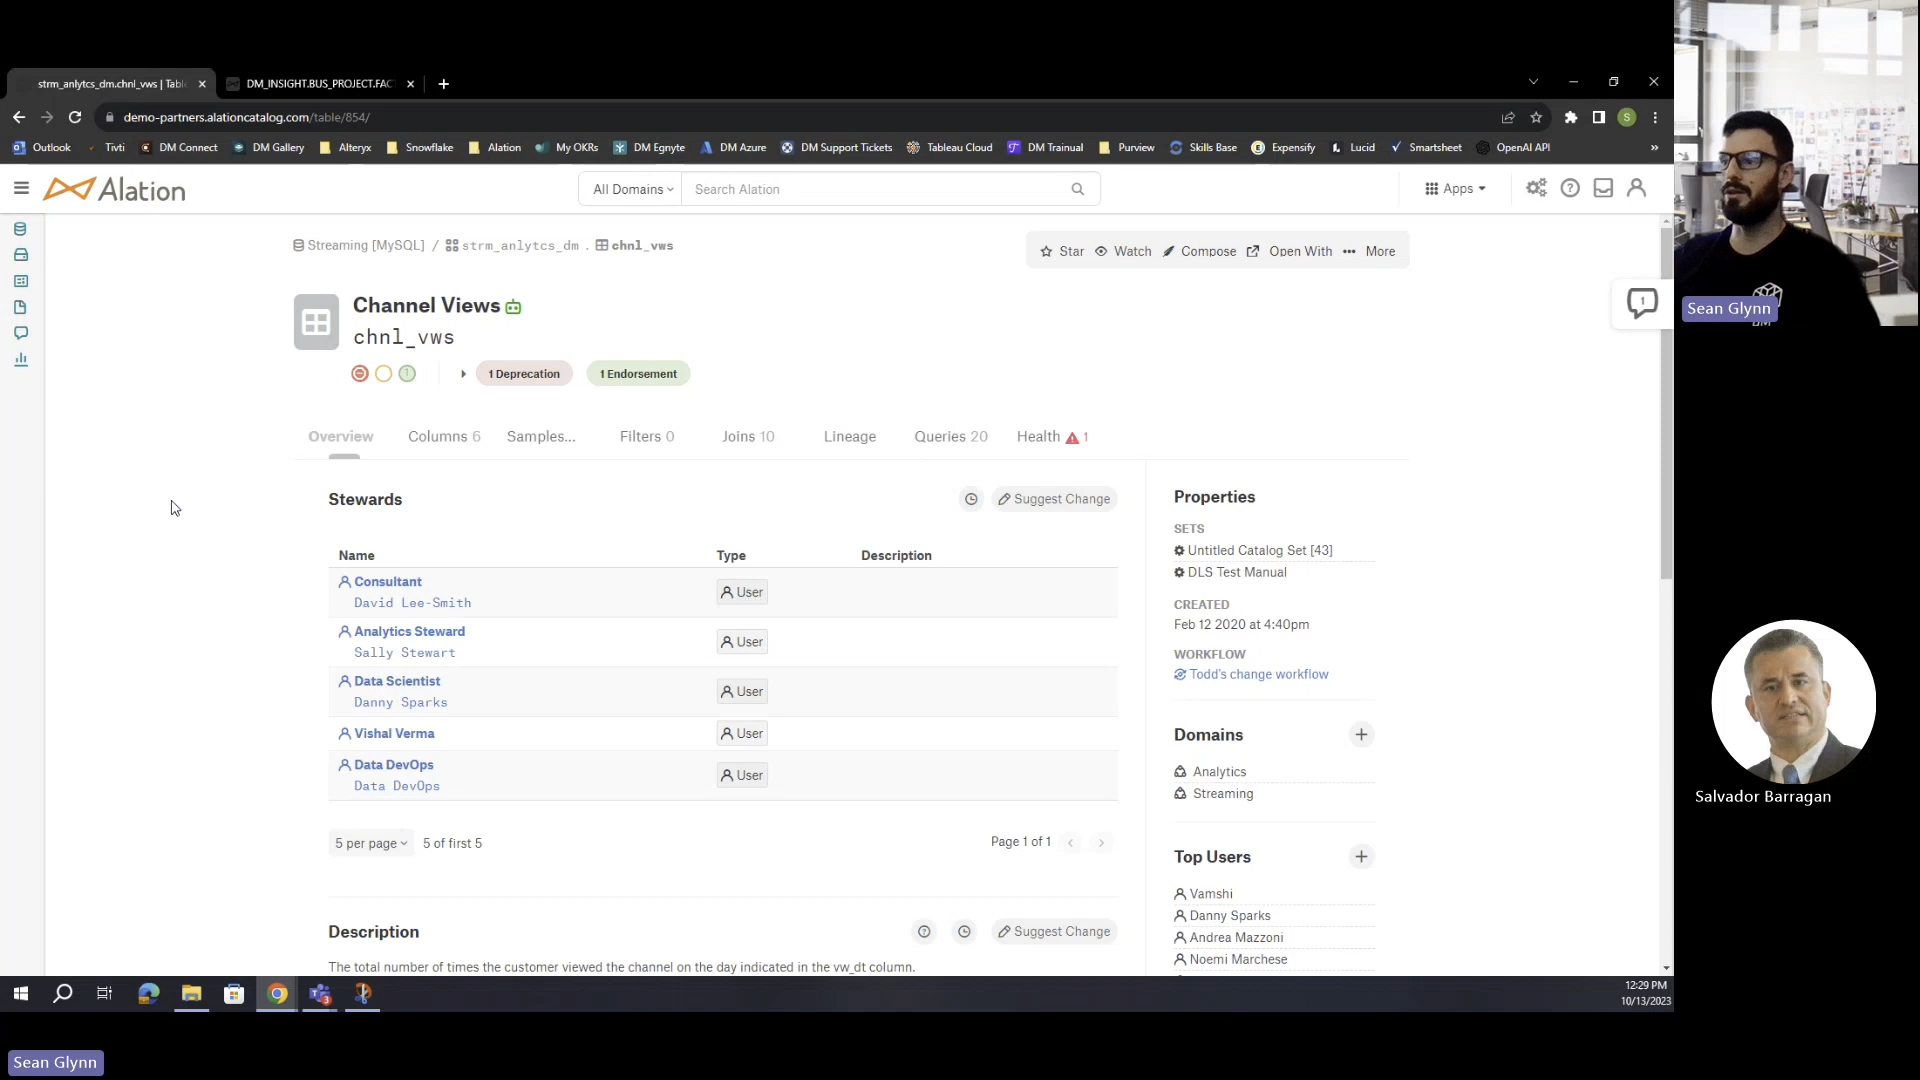 strm_anlytcs_dm.chnl_vws | Tabl
DM_INSIGHT.BUS_PROJECT.FAC
demo-partners.alationcatalog.com/table/854/
S
Outlook
Tivti
DM Connect
DM Gallery
Alteryx
Snowflake
Alation
My OKRs
DM Egnyte
DM Azure
DM Support Tickets
Tableau Cloud
DM Trainual
Purview
Skills Base
Expensify
Lucid
Smartsheet
OpenAI API
»
Alation
All Domains
Search Alation
Apps
Streaming [MySQL] / strm_anlytcs_dm . chnl_vws
Star
Watch
Compose
Open With
More
1
Channel Views
chnl_vws
1
1 Deprecation
1 Endorsement
Overview
Columns 6
Samples...
Filters 0
Joins 10
Lineage
Queries 20
Health 1
Stewards
Suggest Change
Name Type Description
Consultant
David Lee-Smith
User
Analytics Steward
Sally Stewart
User
Data Scientist
Danny Sparks
User
Vishal Verma
User
Data DevOps
Data DevOps
User
5 per page
5 of first 5
Page 1 of 1
Description
Suggest Change
The total number of times the customer viewed the channel on the day indicated in the vw_dt column.
Properties
SETS
Untitled Catalog Set [43]
DLS Test Manual
CREATED
Feb 12 2020 at 4:40pm
WORKFLOW
Todd's change workflow
Domains
Analytics
Streaming
Top Users
Vamshi
Danny Sparks
Andrea Mazzoni
Noemi Marchese
3
12:29 PM
10/13/2023
Sean Glynn
Salvador Barragan
Sean Glynn